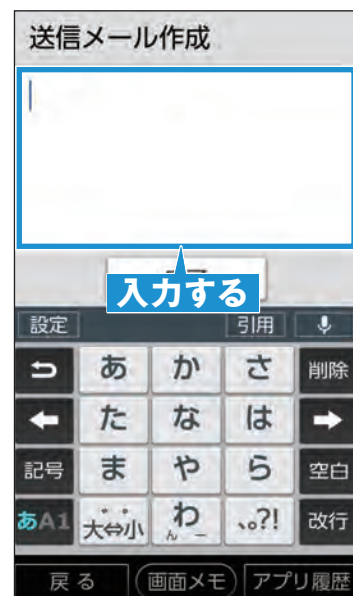 送信メール作成
入力する
設定 引用
あ か さ 削除
た な は
記号 ま や ら 空白
あA1 大⇔小 わ ん ー 、。?! 改行
戻る 画面メモ アプリ履歴